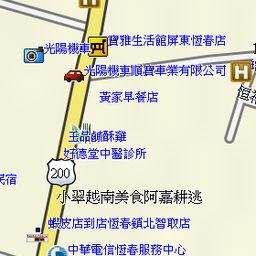 寶雅生活館屏東恆春店
光陽機車
光陽機車順寶車業有限公司
黃家早餐店
恆
玉品鹹酥雞
好德堂中醫診所
200
民宿
小翠越南美食阿嘉耕逃
蝦皮店到店恆春鎮北智取店
中華電信恆春服務中心